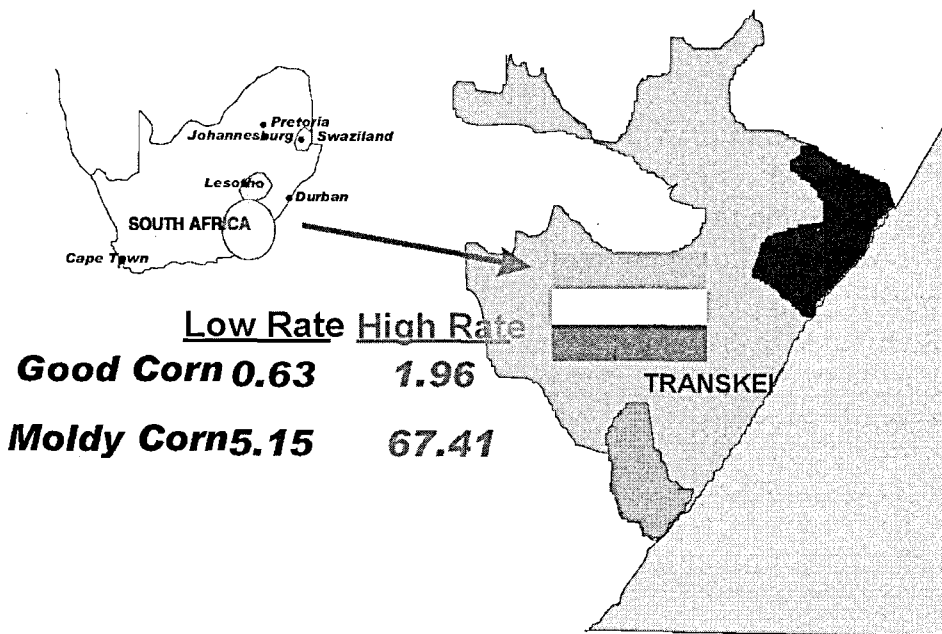 Pretoria
Johannesburg
Swaziland
Lesotho
Durban
SOUTH AFRICA
Cape Town
Low Rate High Rate
Good Corn 0.63 1.96
TRANSKEI
Moldy Corn 5.15 67.41